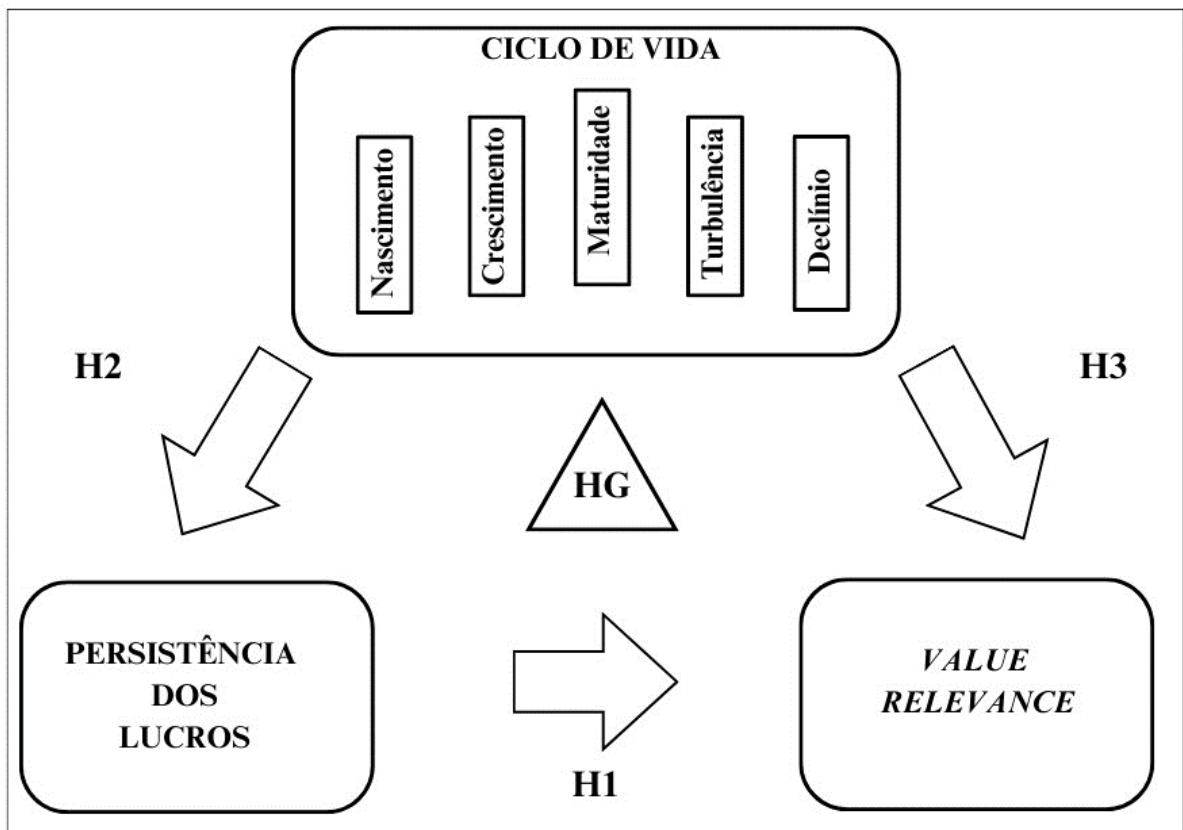 CICLO DE VIDA
Nascimento
Crescimento
Maturidade
Turbulência
Declínio
H2
H3
HG
PERSISTÊNCIA
DOS
LUCROS
VALUE
RELEVANCE
H1